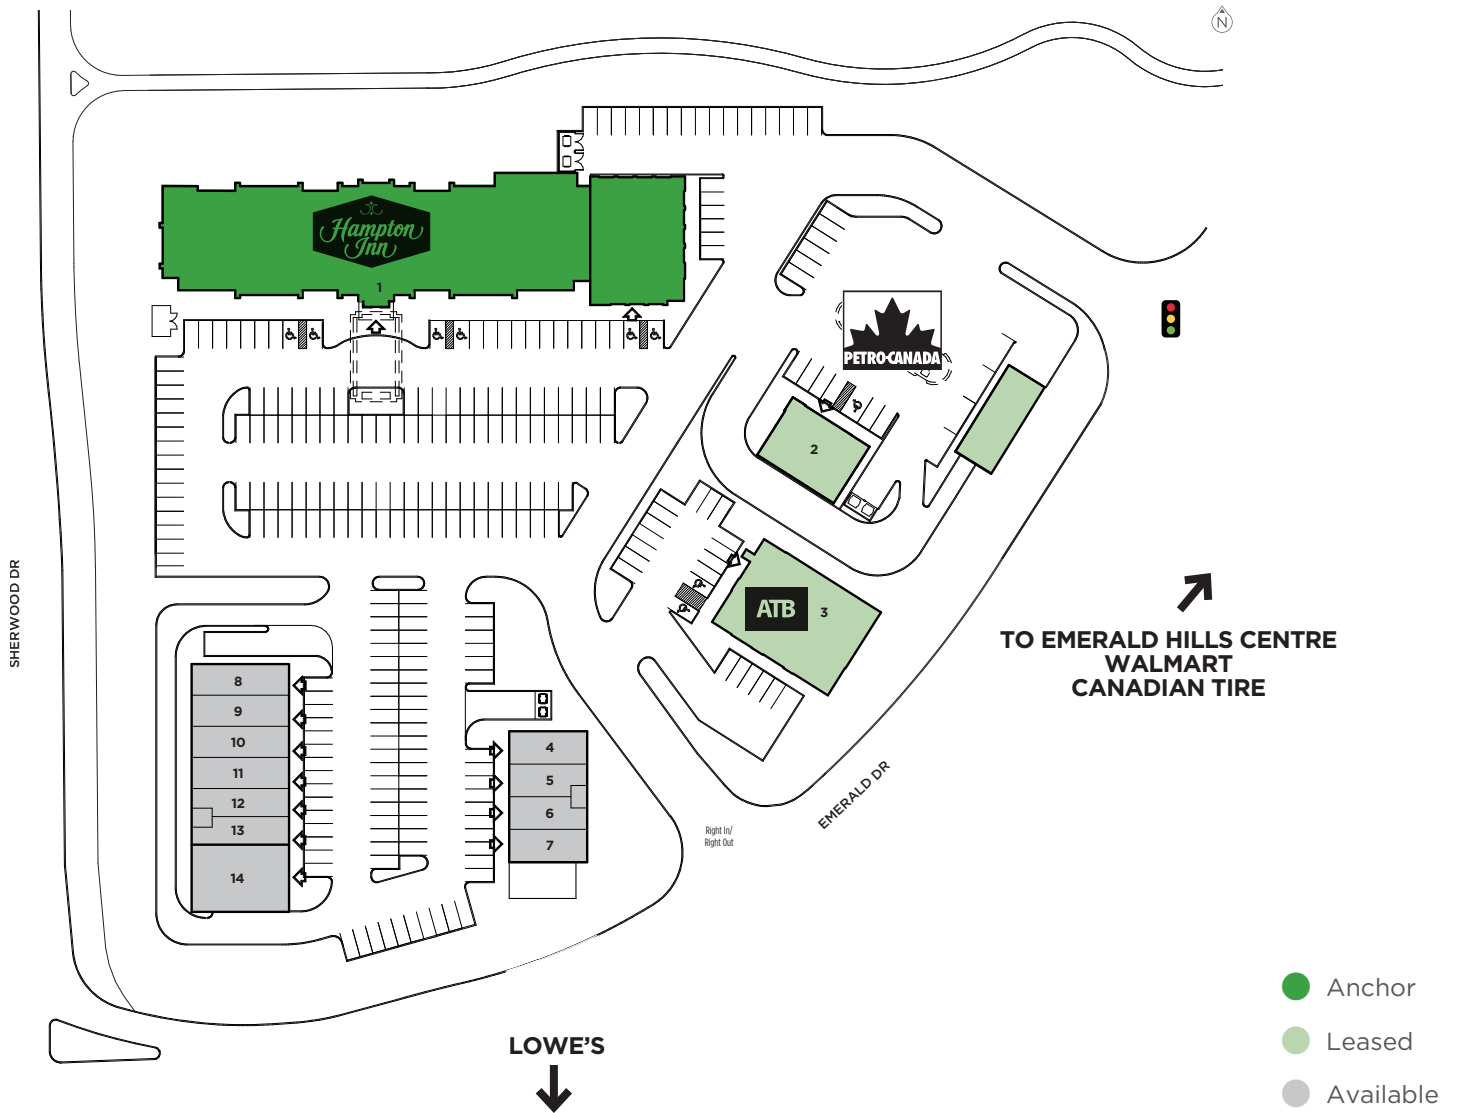 N
Hampton
Inn
1
PETRO-CANADA
2
ATB
3
SHERWOOD DR
TO EMERALD HILLS CENTRE
WALMART
CANADIAN TIRE
8
9
10
11
12
13
14
4
5
6
7
EMERALD DR
Right In/
Right Out
LOWE'S
Anchor
Leased
Available